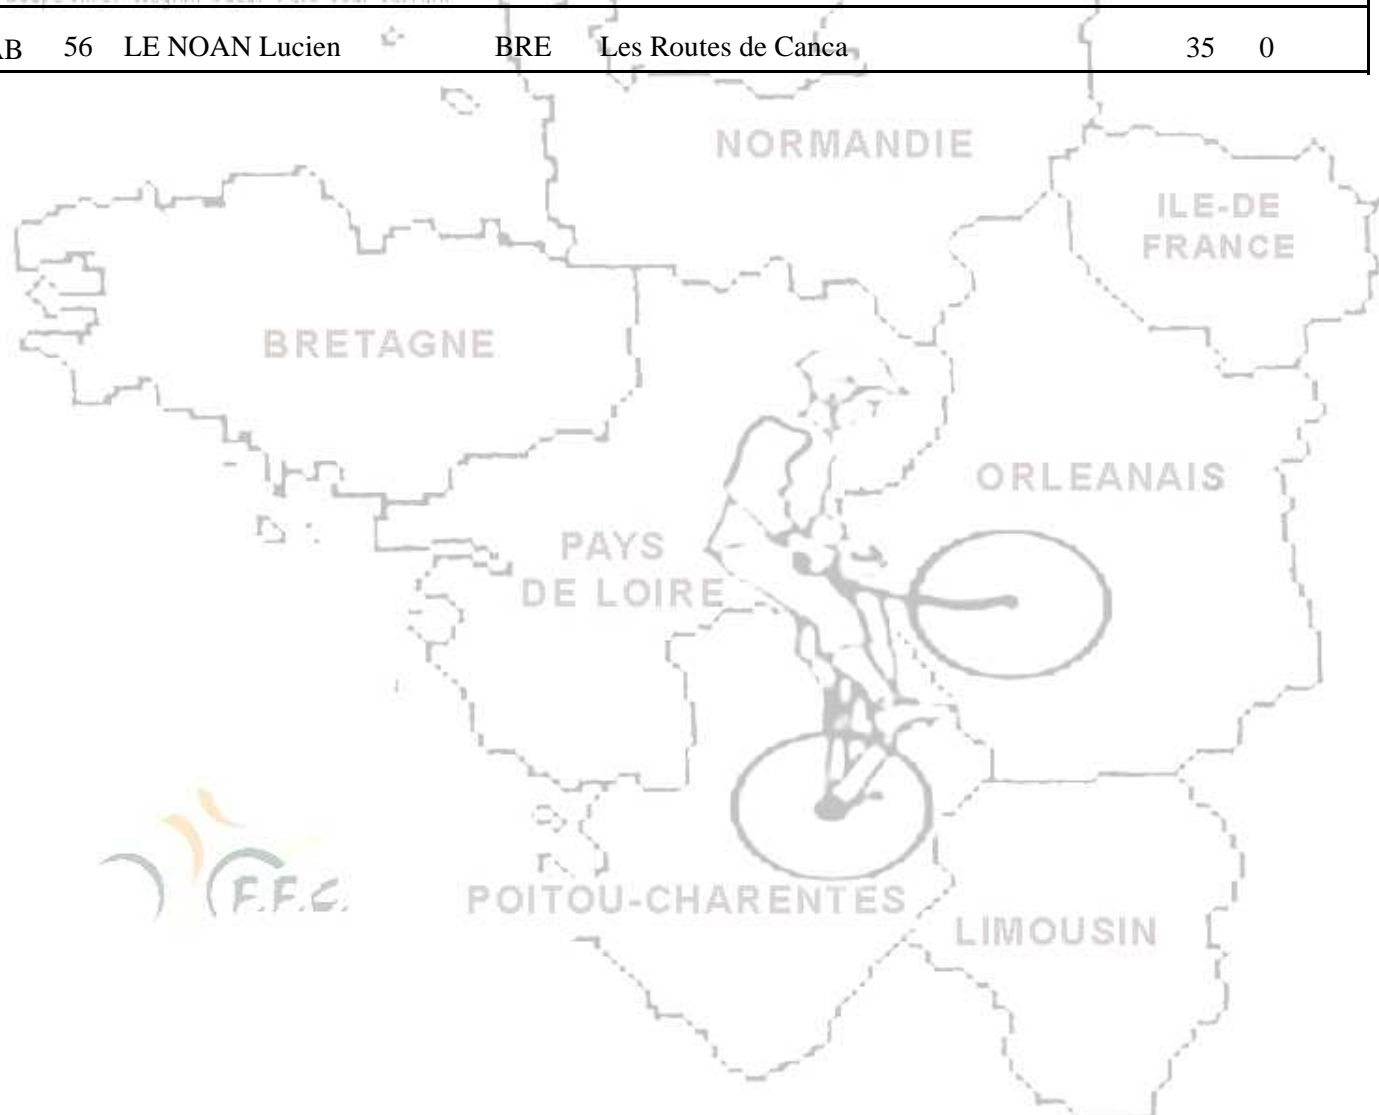 AB 56 LE NOAN Lucien BRE Les Routes de Canca 35 0
NORMANDIE
ILE-DE
FRANCE
BRETAGNE
ORLEANAIS
PAYS
DE LOIRE
F.F.C.
POITOU-CHARENTES
LIMOUSIN